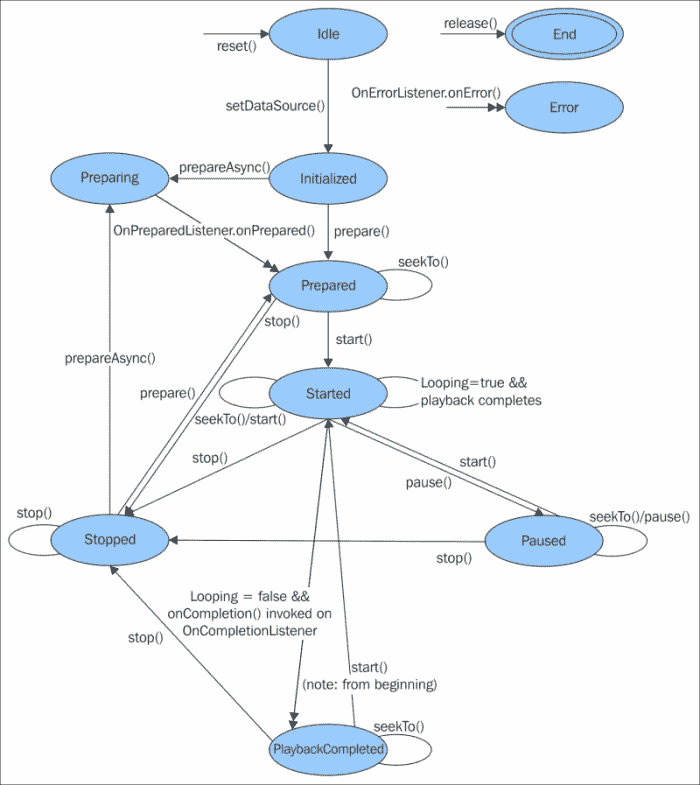 Idle
release()
End
reset()
OnErrorListener.onError()
setDataSource()
Error
prepareAsync()
Preparing
Initialized
OnPreparedListener.onPrepared()
prepare()
seekTo()
Prepared
stop()
start()
prepareAsync()
Looping=true &&
playback completes
prepare()
Started
seekTo()/start()
stop()
start()
pause()
stop()
seekTo()/pause()
Stopped
Paused
stop()
Looping = false &&
onCompletion() invoked on
OnCompletionListener
stop()
start()
(note: from beginning)
seekTo()
PlaybackCompleted